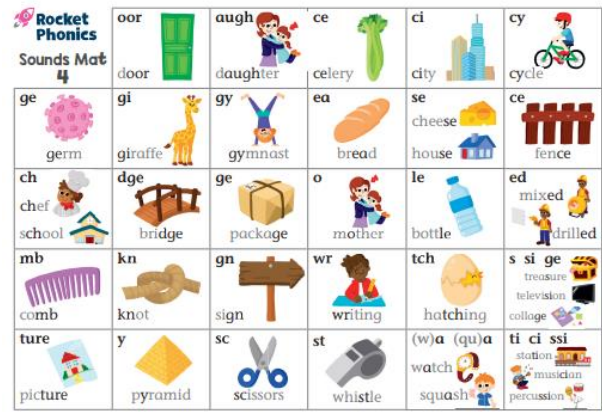 Rocket
Phonics
Sounds Mat
4
oor
door
augh
daughter
ce
celery
ci
city
cy
cycle
ge
germ
gi
giraffe
gy
gymnast
ea
bread
se
cheese
house
ce
fence
ch
chef
school
dge
bridge
ge
package
o
mother
le
bottle
ed
mixed
drilled
mb
comb
kn
knot
gn
sign
wr
writing
tch
hatching
s si ge
treasure
television
collage
ture
picture
y
pyramid
sc
scissors
st
whistle
(w)a (qu)a
watch
squash
ti ci ssi
station
musician
percussion